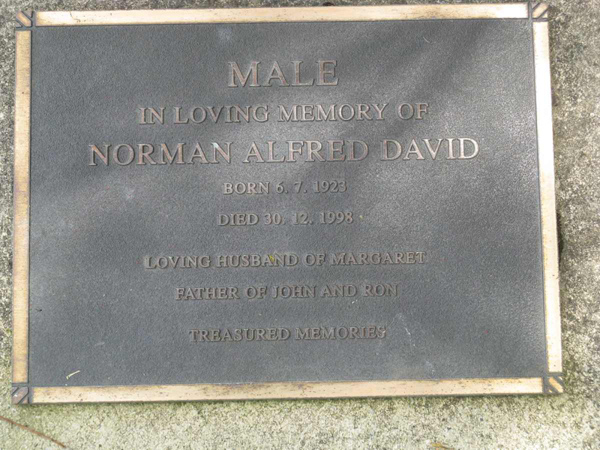 MALE
IN LOVING MEMORY OF
NORMAN ALFRED DAVID
BORN 6. 7. 1923
DIED 30. 12. 1998
LOVING HUSBAND OF MARGARET
FATHER OF JOHN AND RON
TREASURED MEMORIES